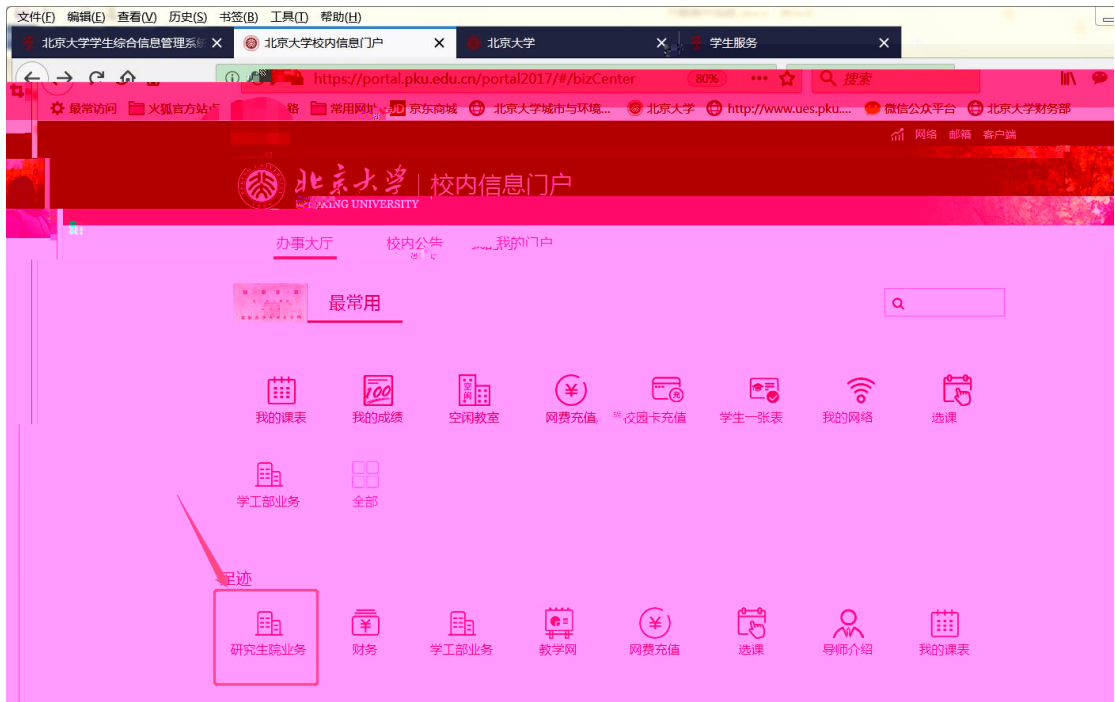 文件(F) 编辑(E) 查看(V) 历史(S) 书签(B) 工具(T) 帮助(H)
北京大学学生综合信息管理系统 北京大学校内信息门户 北京大学 学生服务
https://portal.pku.edu.cn/portal2017/#/bizCenter 80% 搜索
最常访问 火狐官方站点 常用网址 京东商城 北京大学城市与环境... 北京大学 http://www.ues.pku.... 微信公众平台 北京大学财务部
网络 邮箱 客户端
北京大学 校内信息门户
PEKING UNIVERSITY
办事大厅 校内公告 我的门户
最常用
我的课表 我的成绩 空闲教室 网费充值 校园卡充值 学生一张表 我的网络 选课
学工部业务 全部
足迹
研究生院业务 财务 学工部业务 教学网 网费充值 选课 导师介绍 我的课表